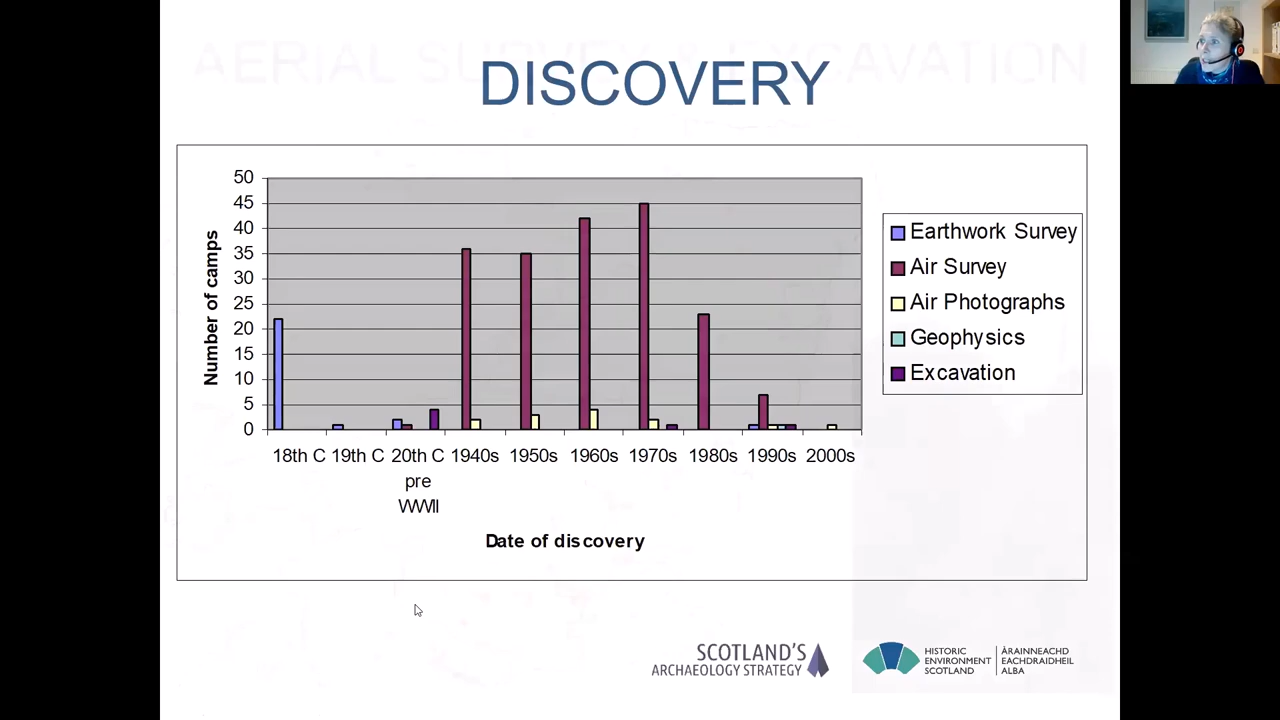 AERIAL SURVEY & EXCAVATION
DISCOVERY
50
45
40
35
30
25
20
15
10
5
0
Number of camps
18th C 19th C 20th C 1940s 1950s 1960s 1970s 1980s 1990s 2000s
pre
WWII
Date of discovery
Earthwork Survey
Air Survey
Air Photographs
Geophysics
Excavation
SCOTLAND'S
ARCHAEOLOGY STRATEGY
HISTORIC
ENVIRONMENT
SCOTLAND
ÀRAINNEACHD
EACHDRAIDHEIL
ALBA